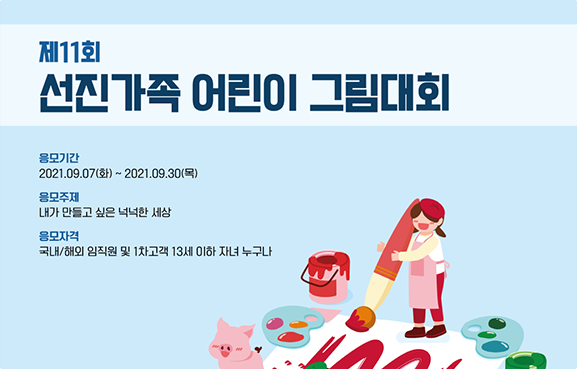 제11회
선진가족 어린이 그림대회
응모기간
2021.09.07(화) ~ 2021.09.30(목)
응모주제
내가 만들고 싶은 넉넉한 세상
응모자격
국내/해외 임직원 및 1차고객 13세 이하 자녀 누구나